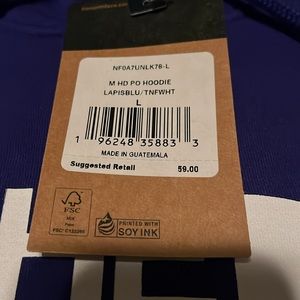 NF0A7UNLK76-L
M HD PO HOODIE
LAPISBLU/TNFWHT
L
1 96248 35883 3
MADE IN GUATEMALA
Suggested Retail 59.00
FSC
MIX
PRINTED WITH
SOY INK